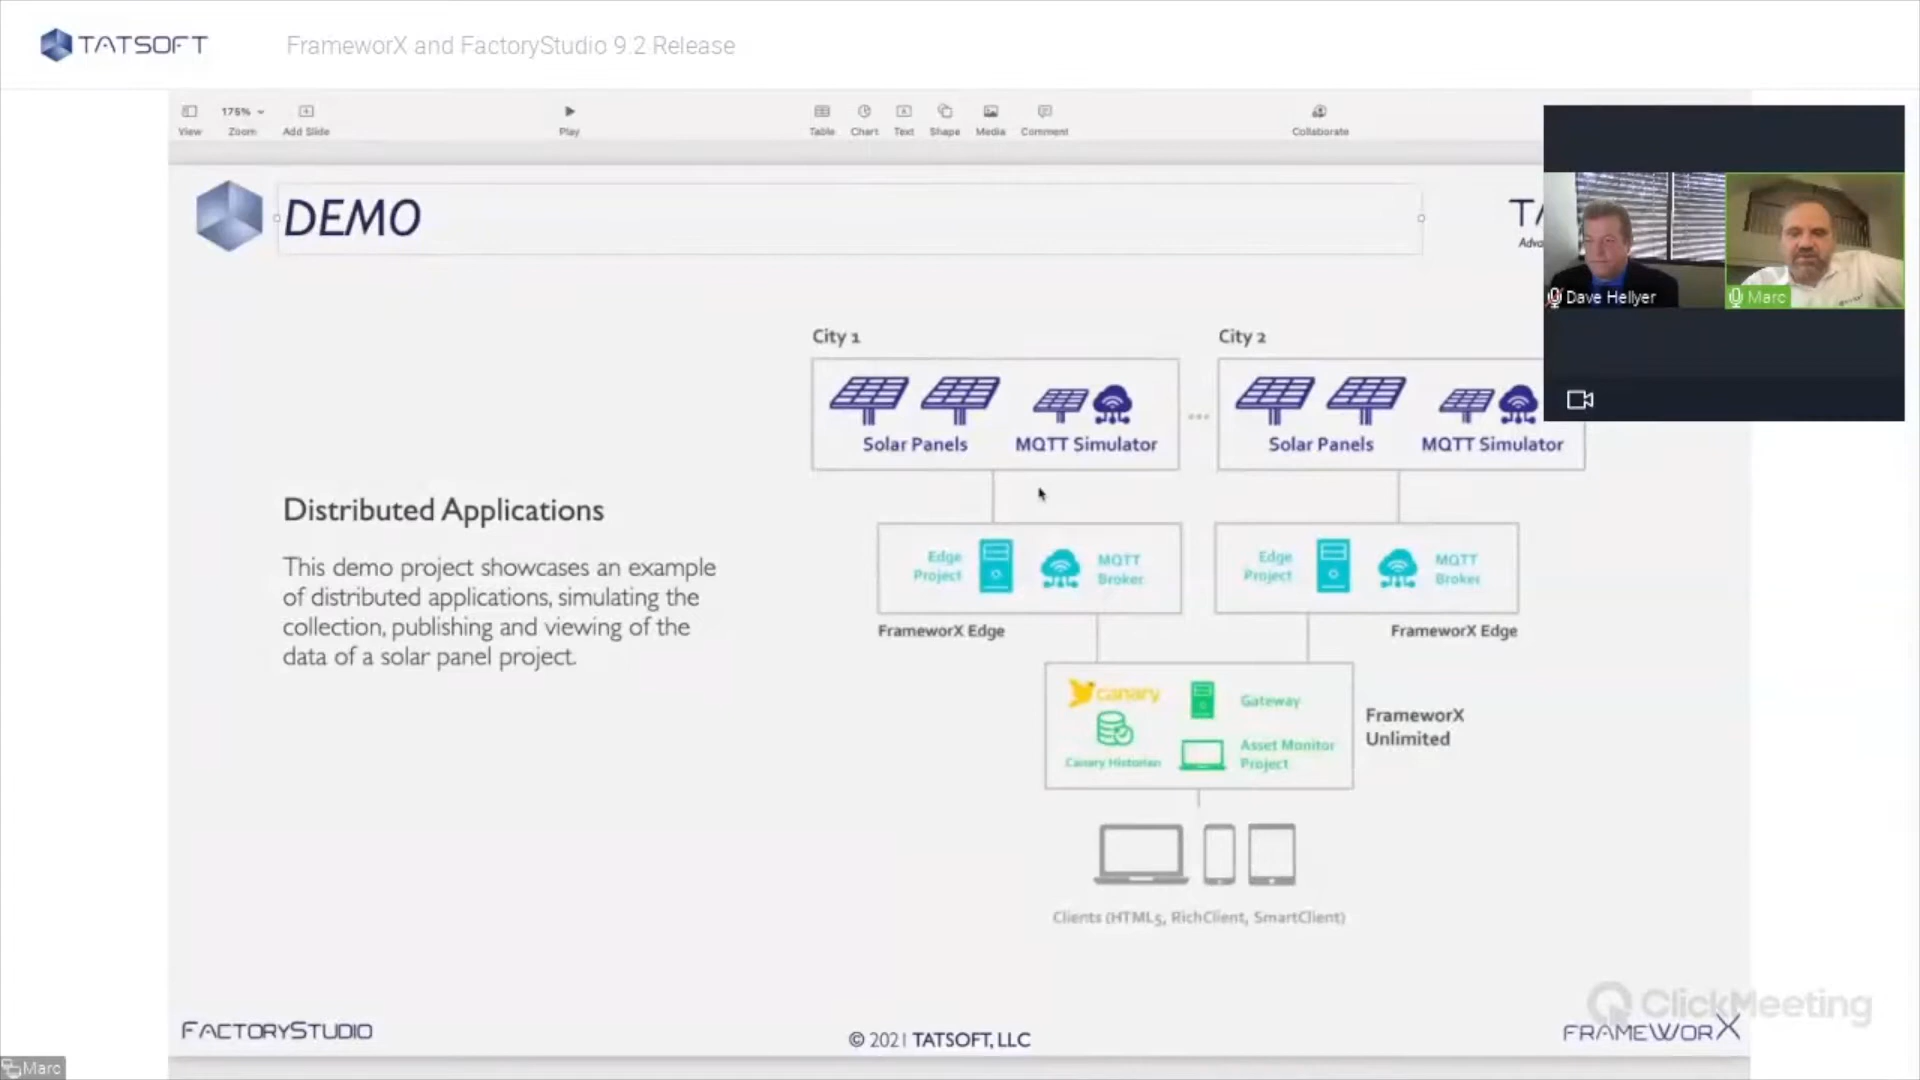 TATSOFT
FrameworX and FactoryStudio 9.2 Release
175%
View
Zoom
Add Slide
Play
Table
Chart
Text
Shape
Media
Comment
Collaborate
DEMO
Dave Hellyer
Marc
City 1
City 2
Solar Panels
MQTT Simulator
Solar Panels
MQTT Simulator
Distributed Applications
This demo project showcases an example
of distributed applications, simulating the
collection, publishing and viewing of the
data of a solar panel project.
Edge
Project
MQTT
Broker
Edge
Project
MQTT
Broker
FrameworX Edge
FrameworX Edge
canary
Canary Historian
Gateway
Asset Monitor
Project
FrameworX
Unlimited
Clients (HTML5, RichClient, SmartClient)
ClickMeeting
FACTORYSTUDIO
© 2021 TATSOFT, LLC
FRAMEWORX
Marc